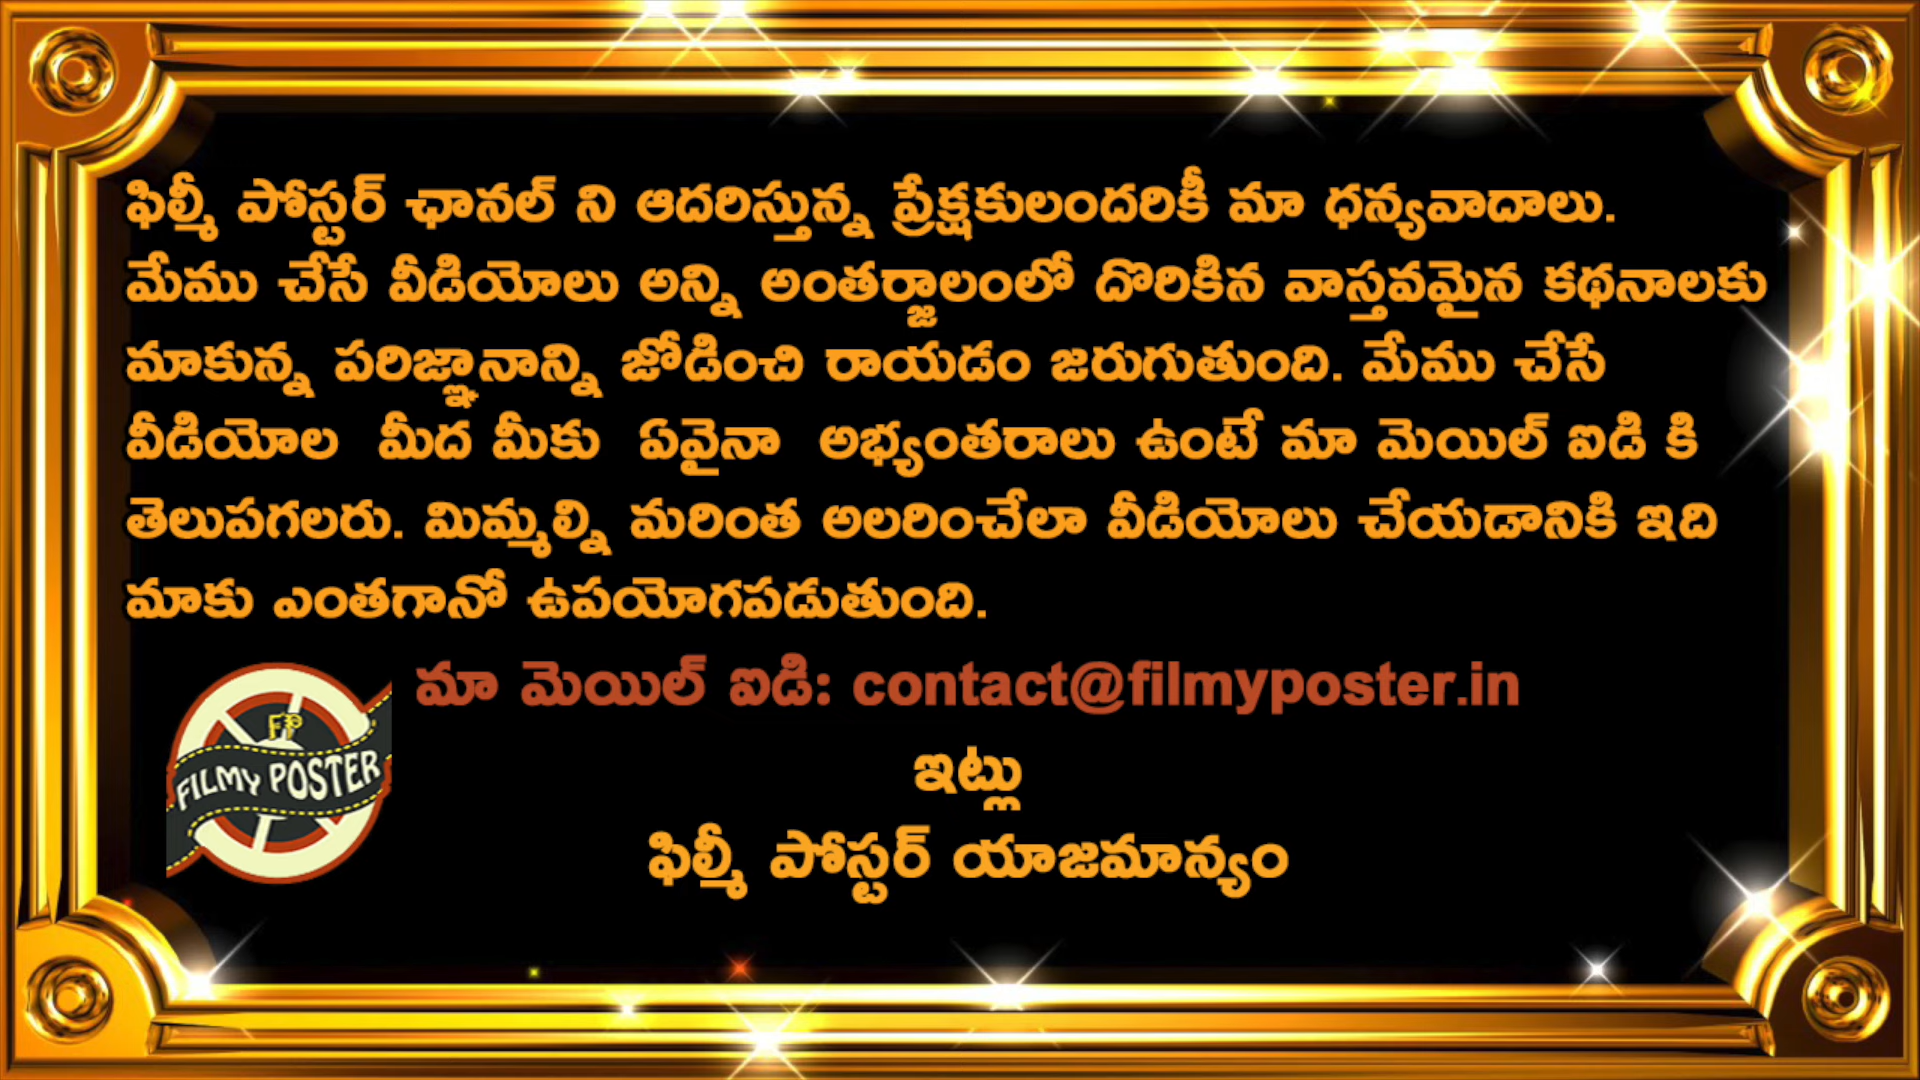 ఫిల్మీ పోస్టర్ ఛానల్ ని ఆదరిస్తున్న ప్రేక్షకులందరికీ మా ధన్యవాదాలు.
మేము చేసే వీడియోలు అన్ని అంతర్జాలంలో దొరికిన వాస్తవమైన కథనాలకు
మాకున్న పరిజ్ఞానాన్ని జోడించి రాయడం జరుగుతుంది. మేము చేసే
వీడియోల మీద మీకు ఏవైనా అభ్యంతరాలు ఉంటే మా మెయిల్ ఐడి కి
తెలుపగలరు. మిమ్మల్ని మరింత అలరించేలా వీడియోలు చేయడానికి ఇది
మాకు ఎంతగానో ఉపయోగపడుతుంది.
మా మెయిల్ ఐడి: contact@filmyposter.in
FP
FILMY POSTER
ఇట్లు
ఫిల్మీ పోస్టర్ యాజమాన్యం